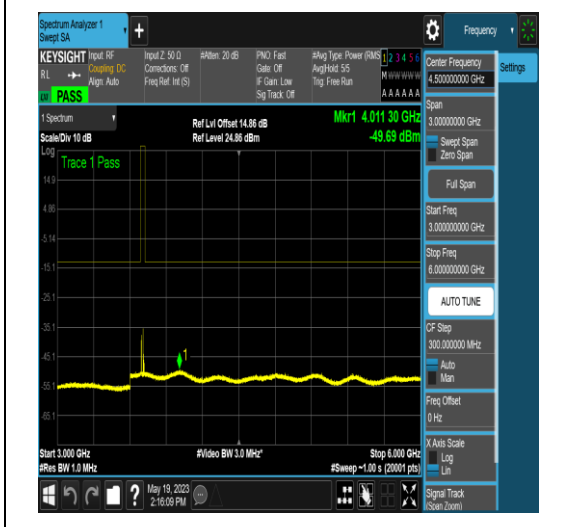 Spectrum Analyzer 1
Swept SA
+
Frequency
KEYSIGHT
RL
Input: RF
Coupling: DC
Align: Auto
Input Z: 50 Ω
Corrections: Off
Freq Ref: Int (S)
#Atten: 20 dB
PNO: Fast
Gate: Off
IF Gain: Low
Sig Track: Off
#Avg Type: Power (RMS
Avg|Hold: 5/5
Trig: Free Run
1 2 3 4 5 6
M W W W W W
A A A A A A
PASS
1 Spectrum
Scale/Div 10 dB
Ref Lvl Offset 14.86 dB
Ref Level 24.86 dBm
Mkr1 4.011 30 GHz
-49.69 dBm
Log
Trace 1 Pass
14.9
4.86
-5.14
-15.1
-25.1
-35.1
-45.1
-55.1
-65.1
1
Start 3.000 GHz
#Res BW 1.0 MHz
#Video BW 3.0 MHz*
Stop 6.000 GHz
#Sweep ~1.00 s (20001 pts)
May 19, 2023
2:16:09 PM
Center Frequency
4.500000000 GHz
Span
3.00000000 GHz
Swept Span
Zero Span
Full Span
Start Freq
3.000000000 GHz
Stop Freq
6.000000000 GHz
AUTO TUNE
CF Step
300.000000 MHz
Auto
Man
Freq Offset
0 Hz
X Axis Scale
Log
Lin
Signal Track
(Span Zoom)
Settings